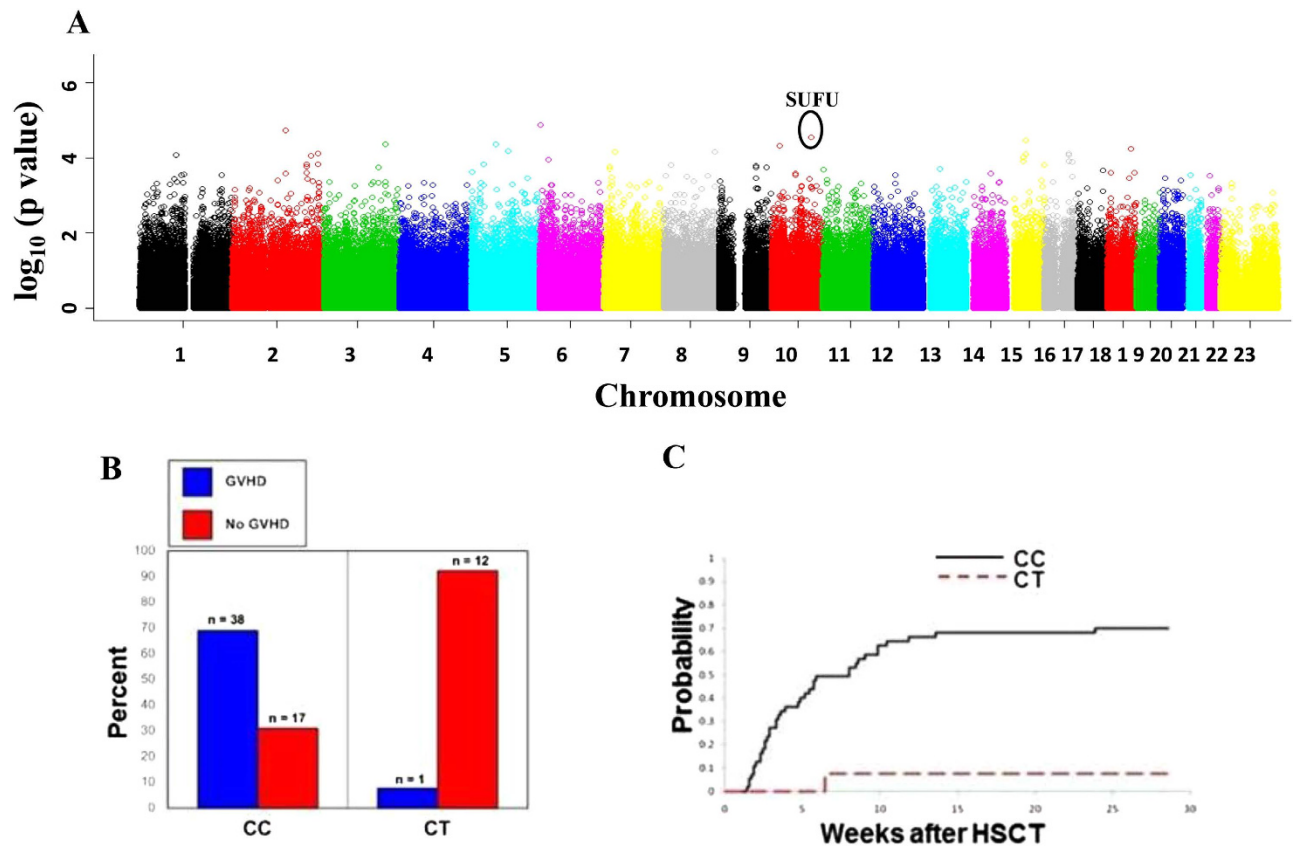 A
SUFU
log10 (p value)
6
4
2
0
1 2 3 4 5 6 7 8 9 10 11 12 13 14 15 16 17 18 1 9 20 21 22 23
Chromosome
B
GVHD
No GVHD
Percent
100
90
80
70
60
50
40
30
20
10
0
n = 38
n = 17
n = 1
n = 12
CC CT
C
CC
CT
Probability
1
0.9
0.8
0.7
0.6
0.5
0.4
0.3
0.2
0.1
0
0 5 10 15 20 25 30
Weeks after HSCT